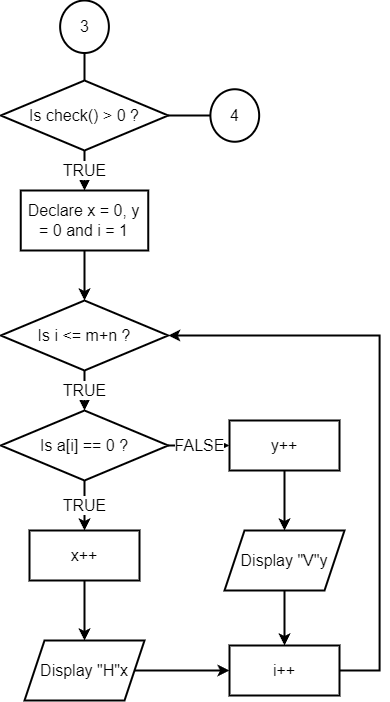 3
Is check() > 0 ?
4
TRUE
Declare x = 0, y
= 0 and i = 1
Is i <= m+n ?
TRUE
Is a[i] == 0 ?
FALSE
y++
TRUE
x++
Display "V"y
Display "H"x
i++